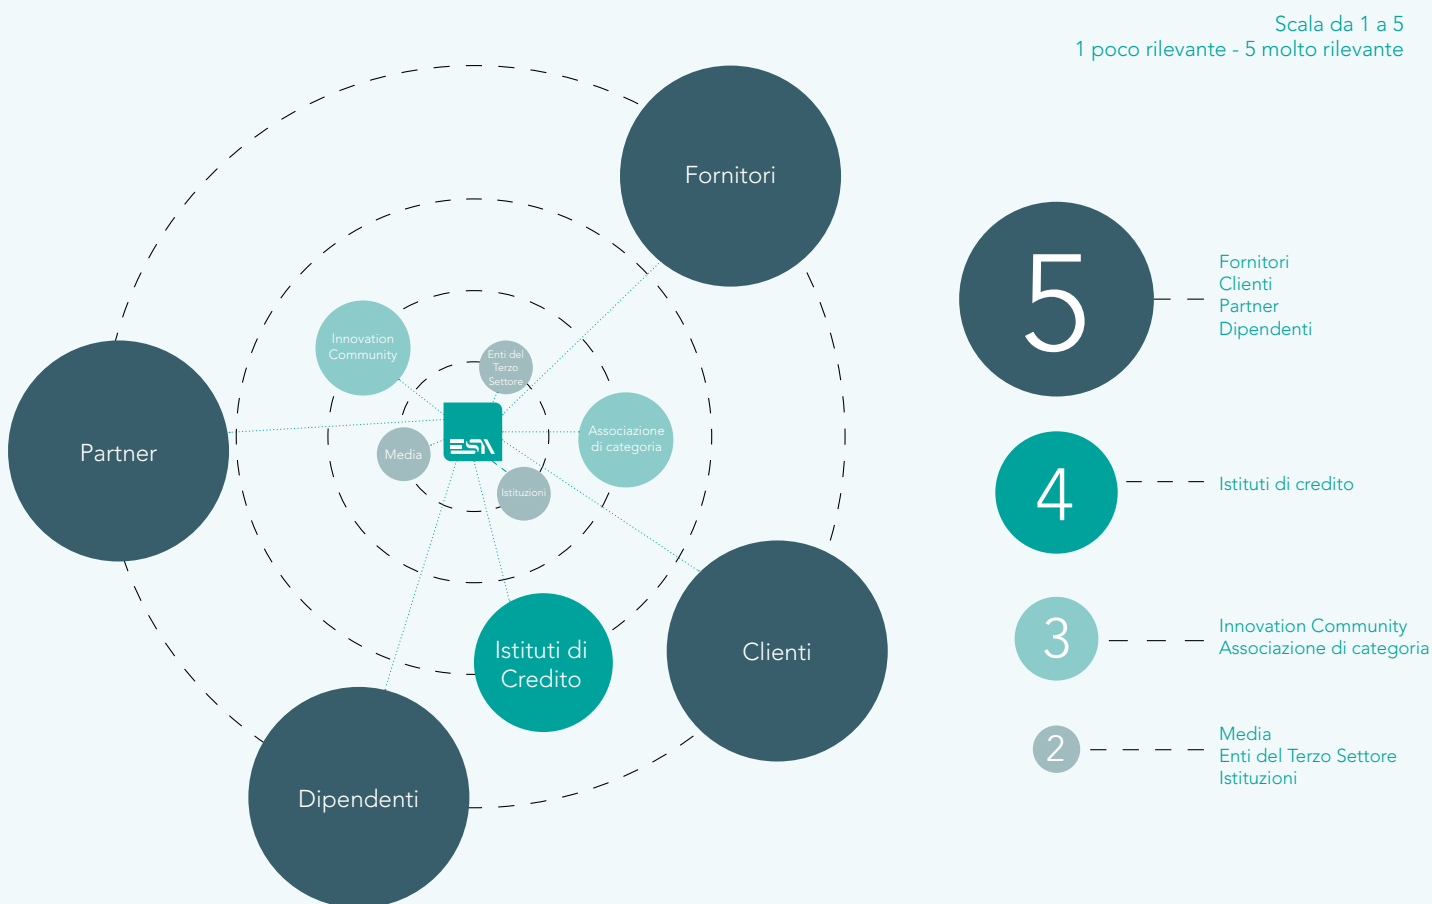 Scala da 1 a 5
1 poco rilevante - 5 molto rilevante
Fornitori
Innovation
Community
Enti del
Terzo
Settore
Partner
ESA
Associazione
di categoria
Media
Istituzioni
Istituti di
Credito
Clienti
Dipendenti
5
Fornitori
Clienti
Partner
Dipendenti
4
Istituti di credito
3
Innovation Community
Associazione di categoria
2
Media
Enti del Terzo Settore
Istituzioni